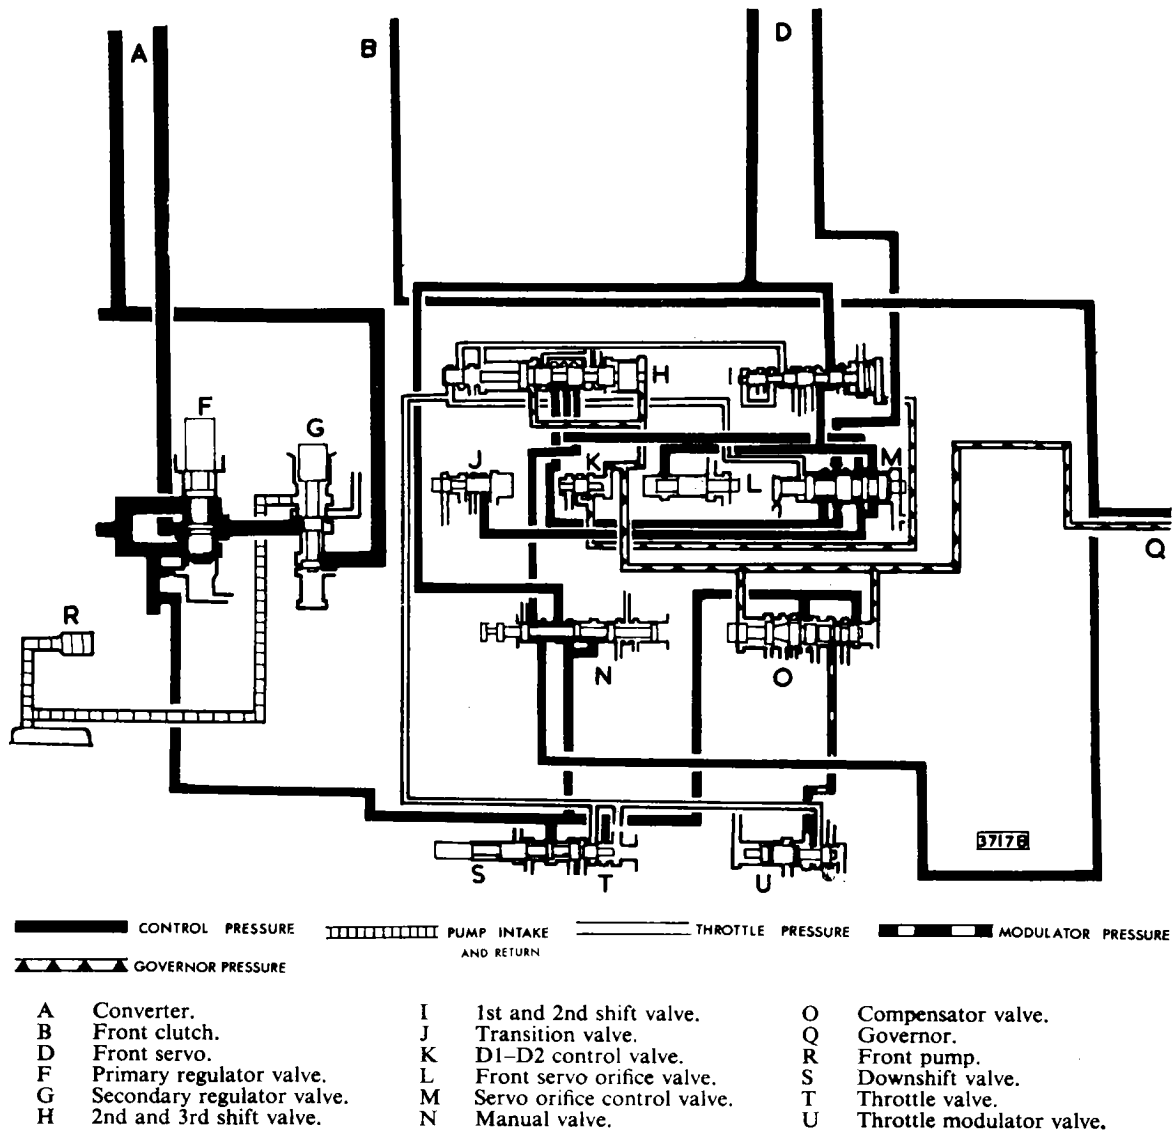 A
B
D
F
G
H
I
J
K
L
M
N
O
Q
R
S
T
U
3717B
CONTROL PRESSURE
PUMP INTAKE
AND RETURN
THROTTLE PRESSURE
MODULATOR PRESSURE
GOVERNOR PRESSURE
A Converter.
B Front clutch.
D Front servo.
F Primary regulator valve.
G Secondary regulator valve.
H 2nd and 3rd shift valve.
I 1st and 2nd shift valve.
J Transition valve.
K D1–D2 control valve.
L Front servo orifice valve.
M Servo orifice control valve.
N Manual valve.
O Compensator valve.
Q Governor.
R Front pump.
S Downshift valve.
T Throttle valve.
U Throttle modulator valve.